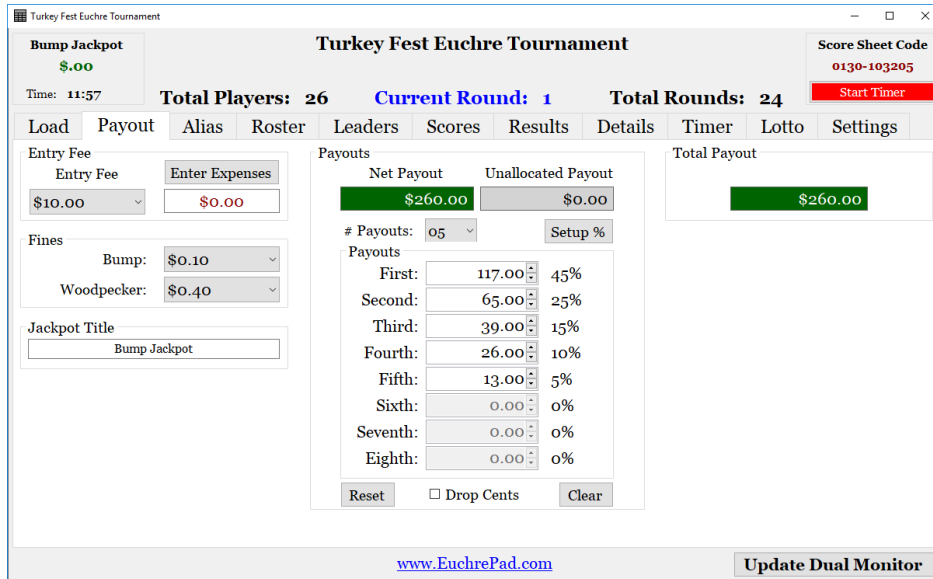 Turkey Fest Euchre Tournament
Bump Jackpot
$.00
Time: 11:57
Turkey Fest Euchre Tournament
Total Players: 26 Current Round: 1 Total Rounds: 24
Score Sheet Code
0130-103205
Start Timer
Load Payout Alias Roster Leaders Scores Results Details Timer Lotto Settings
Entry Fee
Entry Fee Enter Expenses
$10.00 $0.00
Fines
Bump: $0.10
Woodpecker: $0.40
Jackpot Title
Bump Jackpot
Payouts
Net Payout Unallocated Payout
$260.00 $0.00
# Payouts: 05 Setup %
Payouts
First: 117.00 45%
Second: 65.00 25%
Third: 39.00 15%
Fourth: 26.00 10%
Fifth: 13.00 5%
Sixth: 0.00 0%
Seventh: 0.00 0%
Eighth: 0.00 0%
Reset Drop Cents Clear
Total Payout
$260.00
www.EuchrePad.com
Update Dual Monitor